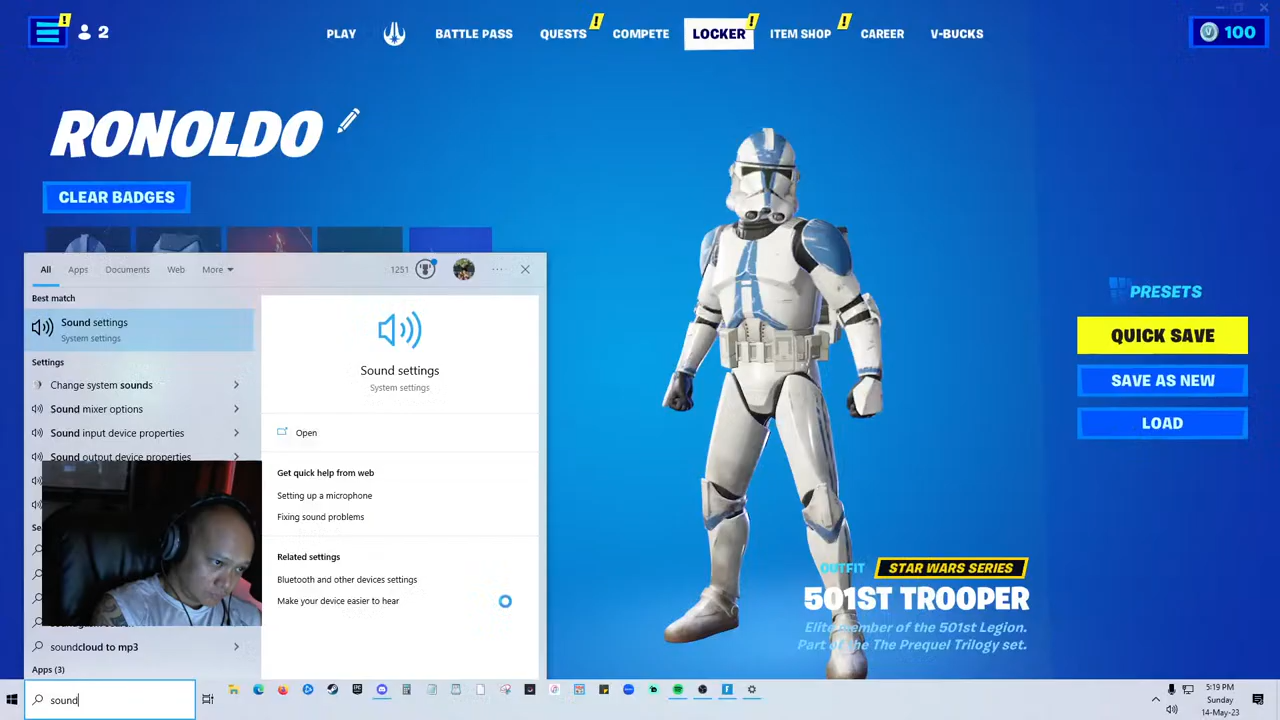 2
PLAY
BATTLE PASS
QUESTS
COMPETE
LOCKER
ITEM SHOP
CAREER
V-BUCKS
100
RONOLDO
CLEAR BADGES
All
Apps
Documents
Web
More
1251
Best match
Sound settings
System settings
Settings
Change system sounds
Sound mixer options
Sound input device properties
Sound output device properties
soundcloud to mp3
Apps (3)
Sound settings
System settings
Open
Get quick help from web
Setting up a microphone
Fixing sound problems
Related settings
Bluetooth and other devices settings
Make your device easier to hear
PRESETS
QUICK SAVE
SAVE AS NEW
LOAD
OUTFIT
STAR WARS SERIES
501ST TROOPER
Elite member of the 501st Legion.
Part of the The Prequel Trilogy set.
sound
5:19 PM
Sunday
14-May-23